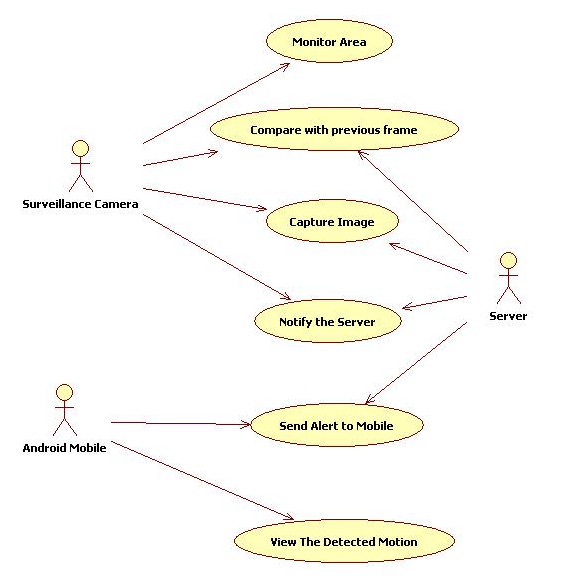 Monitor Area
Compare with previous frame
Surveillance Camera
Capture Image
Server
Notify the Server
Send Alert to Mobile
Android Mobile
View The Detected Motion